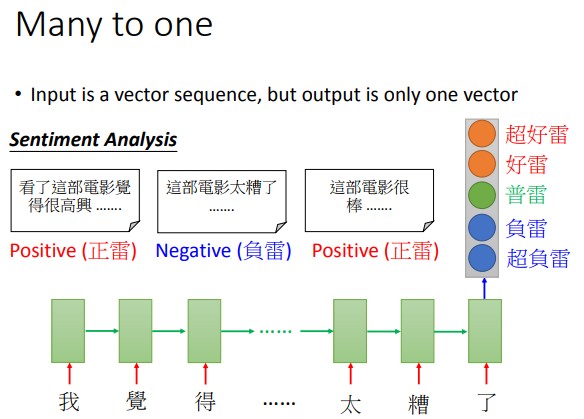 Many to one
• Input is a vector sequence, but output is only one vector
Sentiment Analysis
看了這部電影覺
得很高興 …….
Positive (正雷)
這部電影太糟了
…….
Negative (負雷)
這部電影很
棒 …….
Positive (正雷)
超好雷
好雷
普雷
負雷
超負雷
……
我 覺 得 …… 太 糟 了